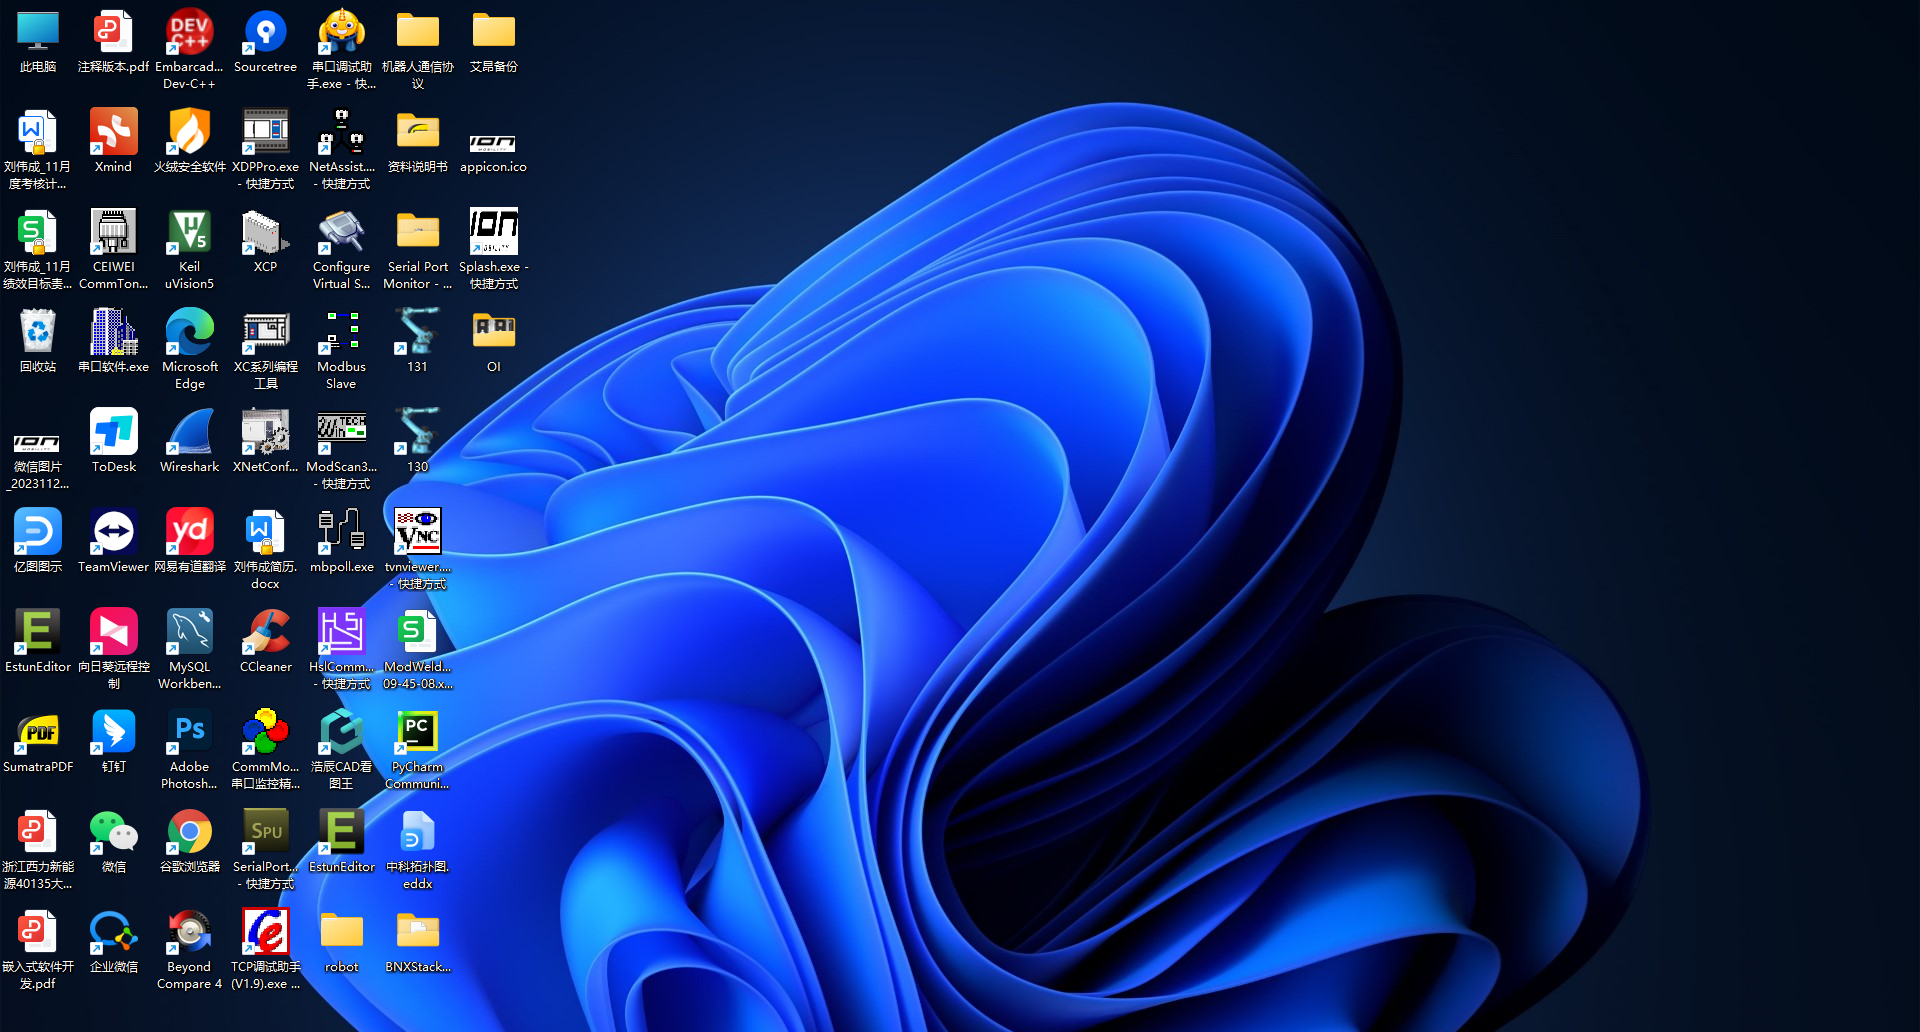 此电脑
注释版本.pdf
Embarcad...
Dev-C++
Sourcetree
串口调试助
手.exe - 快...
机器人通信协
议
艾昂备份
刘伟成_11月
度考核计...
Xmind
火绒安全软件
XDPPro.exe
- 快捷方式
NetAssist....
- 快捷方式
资料说明书
appicon.ico
刘伟成_11月
绩效目标责...
CEIWEI
CommTon...
Keil
uVision5
XCP
Configure
Virtual S...
Serial Port
Monitor - ...
Splash.exe -
快捷方式
回收站
串口软件.exe
Microsoft
Edge
XC系列编程
工具
Modbus
Slave
131
OI
微信图片
_2023112...
ToDesk
Wireshark
XNetConf...
ModScan3...
- 快捷方式
130
亿图图示
TeamViewer
网易有道翻译
刘伟成简历.
docx
mbpoll.exe
tvnviewer....
- 快捷方式
EstunEditor
向日葵远程控
制
MySQL
Workben...
CCleaner
HslComm...
- 快捷方式
ModWeld...
09-45-08.x...
SumatraPDF
钉钉
Adobe
Photosh...
CommMo...
串口监控精...
浩辰CAD看
图王
PyCharm
Communi...
浙江西力新能
源40135大...
微信
谷歌浏览器
SerialPort...
- 快捷方式
EstunEditor
中科拓扑图.
eddx
嵌入式软件开
发.pdf
企业微信
Beyond
Compare 4
TCP调试助手
(V1.9).exe ...
robot
BNXStack...